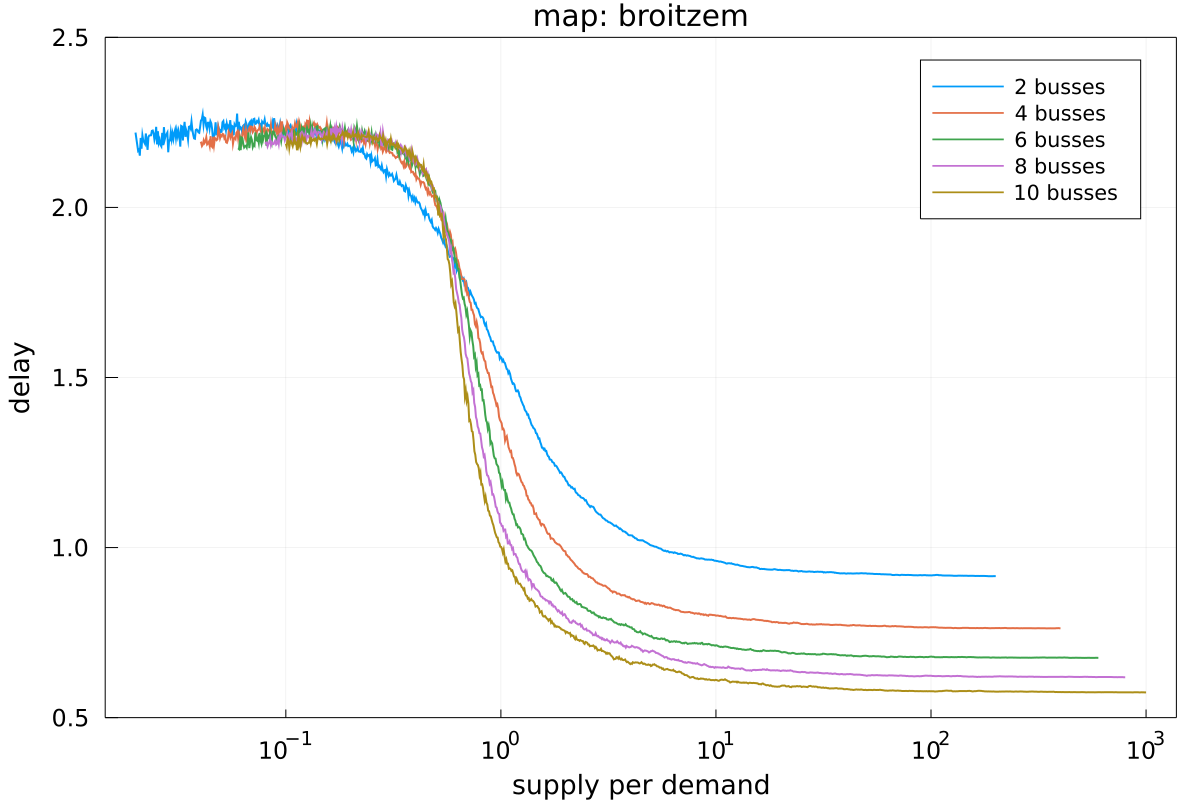 map: broitzem
2.5
2.0
1.5
1.0
0.5
delay
2 busses
4 busses
6 busses
8 busses
10 busses
10⁻¹ 10⁰ 10¹ 10² 10³
supply per demand